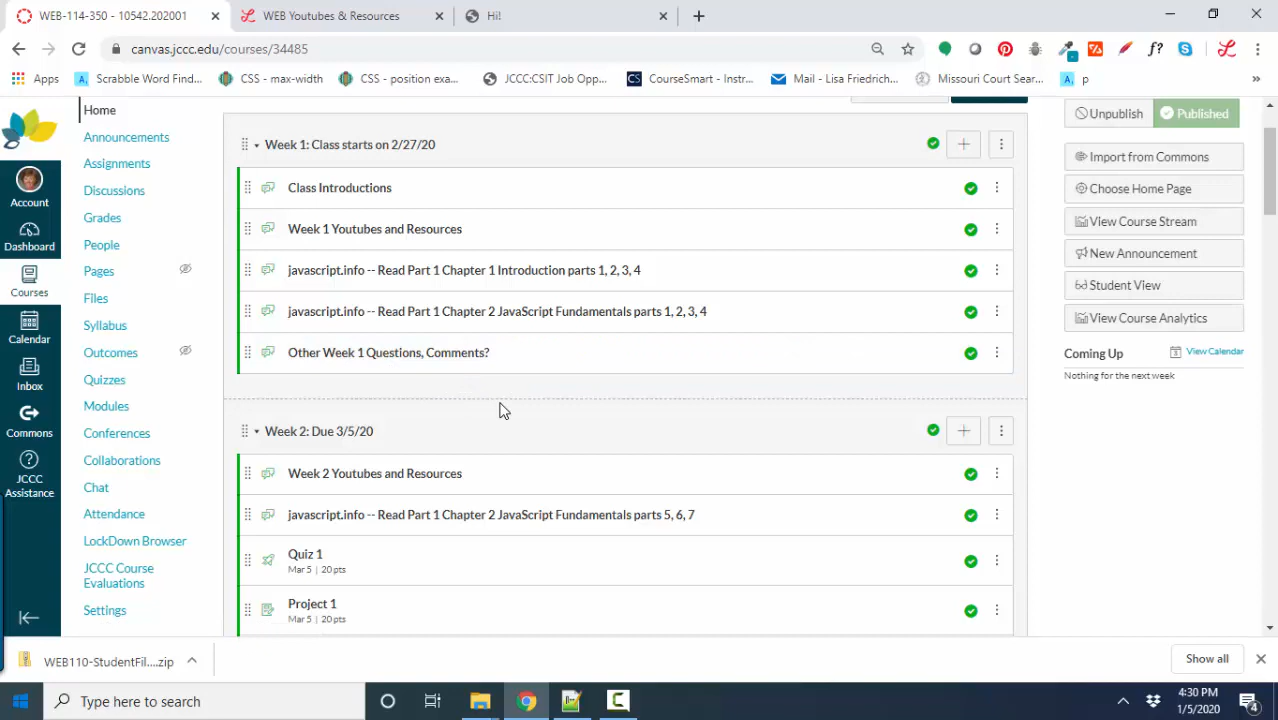 WEB-114-350 - 10542.202001
WEB Youtubes & Resources
Hi!
canvas.jccc.edu/courses/34485
Apps
Scrabble Word Find...
CSS - max-width
CSS - position exa...
JCCC:CSIT Job Opp...
CourseSmart - Instr...
Mail - Lisa Friedrich...
Missouri Court Sear...
p
»
Account
Dashboard
Courses
Calendar
Inbox
Commons
JCCC Assistance
Home
Announcements
Assignments
Discussions
Grades
People
Pages
Files
Syllabus
Outcomes
Quizzes
Modules
Conferences
Collaborations
Chat
Attendance
LockDown Browser
JCCC Course
Evaluations
Settings
Week 1: Class starts on 2/27/20
Class Introductions
Week 1 Youtubes and Resources
javascript.info -- Read Part 1 Chapter 1 Introduction parts 1, 2, 3, 4
javascript.info -- Read Part 1 Chapter 2 JavaScript Fundamentals parts 1, 2, 3, 4
Other Week 1 Questions, Comments?
Week 2: Due 3/5/20
Week 2 Youtubes and Resources
javascript.info -- Read Part 1 Chapter 2 JavaScript Fundamentals parts 5, 6, 7
Quiz 1
Mar 5 | 20 pts
Project 1
Mar 5 | 20 pts
Unpublish
Published
Import from Commons
Choose Home Page
View Course Stream
New Announcement
Student View
View Course Analytics
Coming Up
View Calendar
Nothing for the next week
WEB110-StudentFil....zip
Show all
Type here to search
4:30 PM
1/5/2020
4